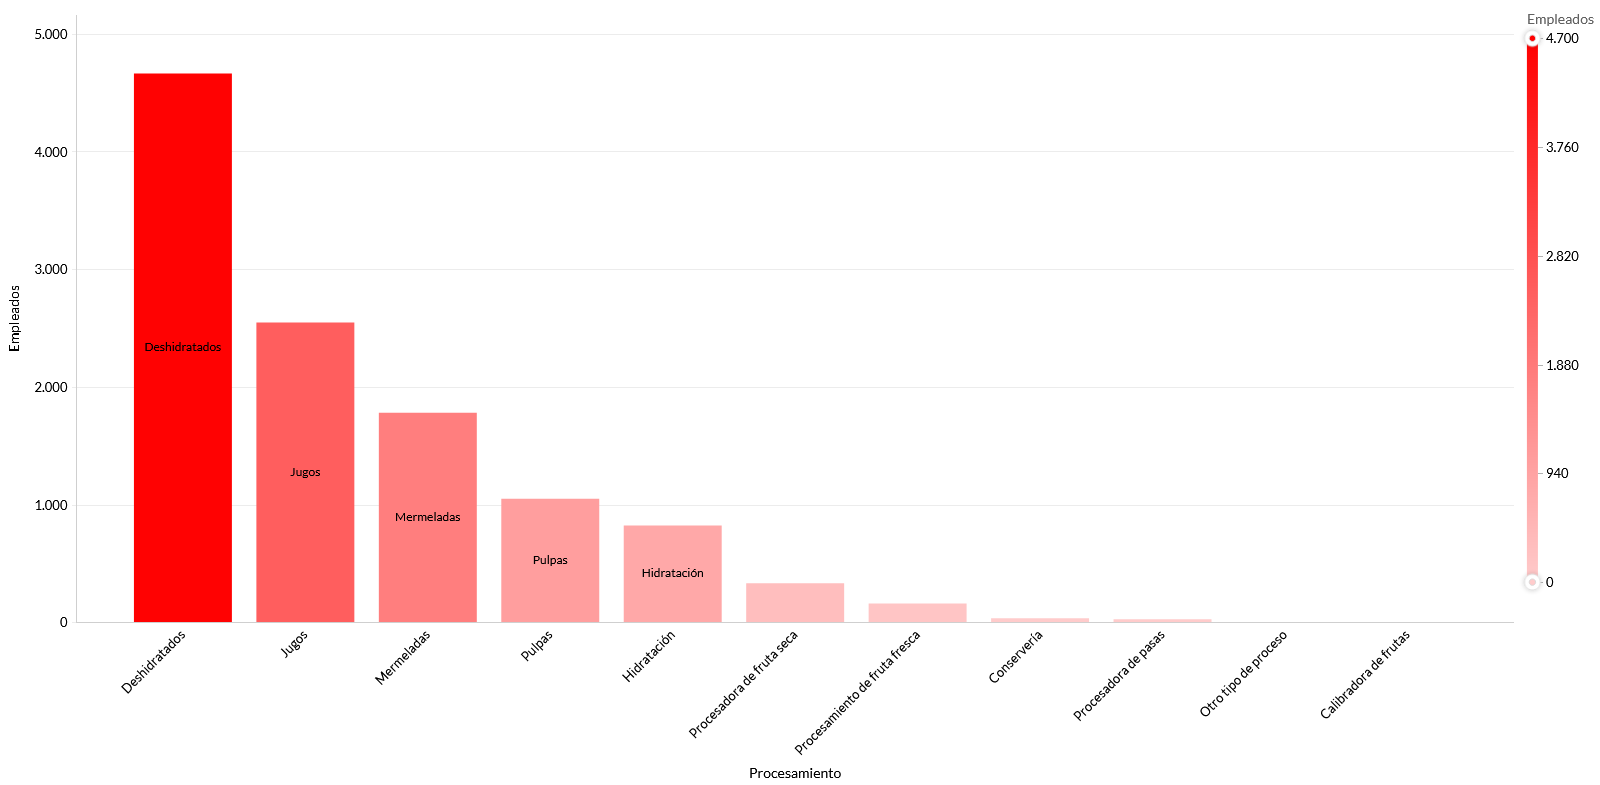 Empleados
5.000
4.000
3.000
2.000
1.000
0
Empleados
Deshidratados
Jugos
Mermeladas
Pulpas
Hidratación
Deshidratados
Jugos
Mermeladas
Pulpas
Hidratación
Procesadora de fruta seca
Procesamiento de fruta fresca
Conservería
Procesadora de pasas
Otro tipo de proceso
Calibradora de frutas
Procesamiento
4.700
3.760
2.820
1.880
940
0